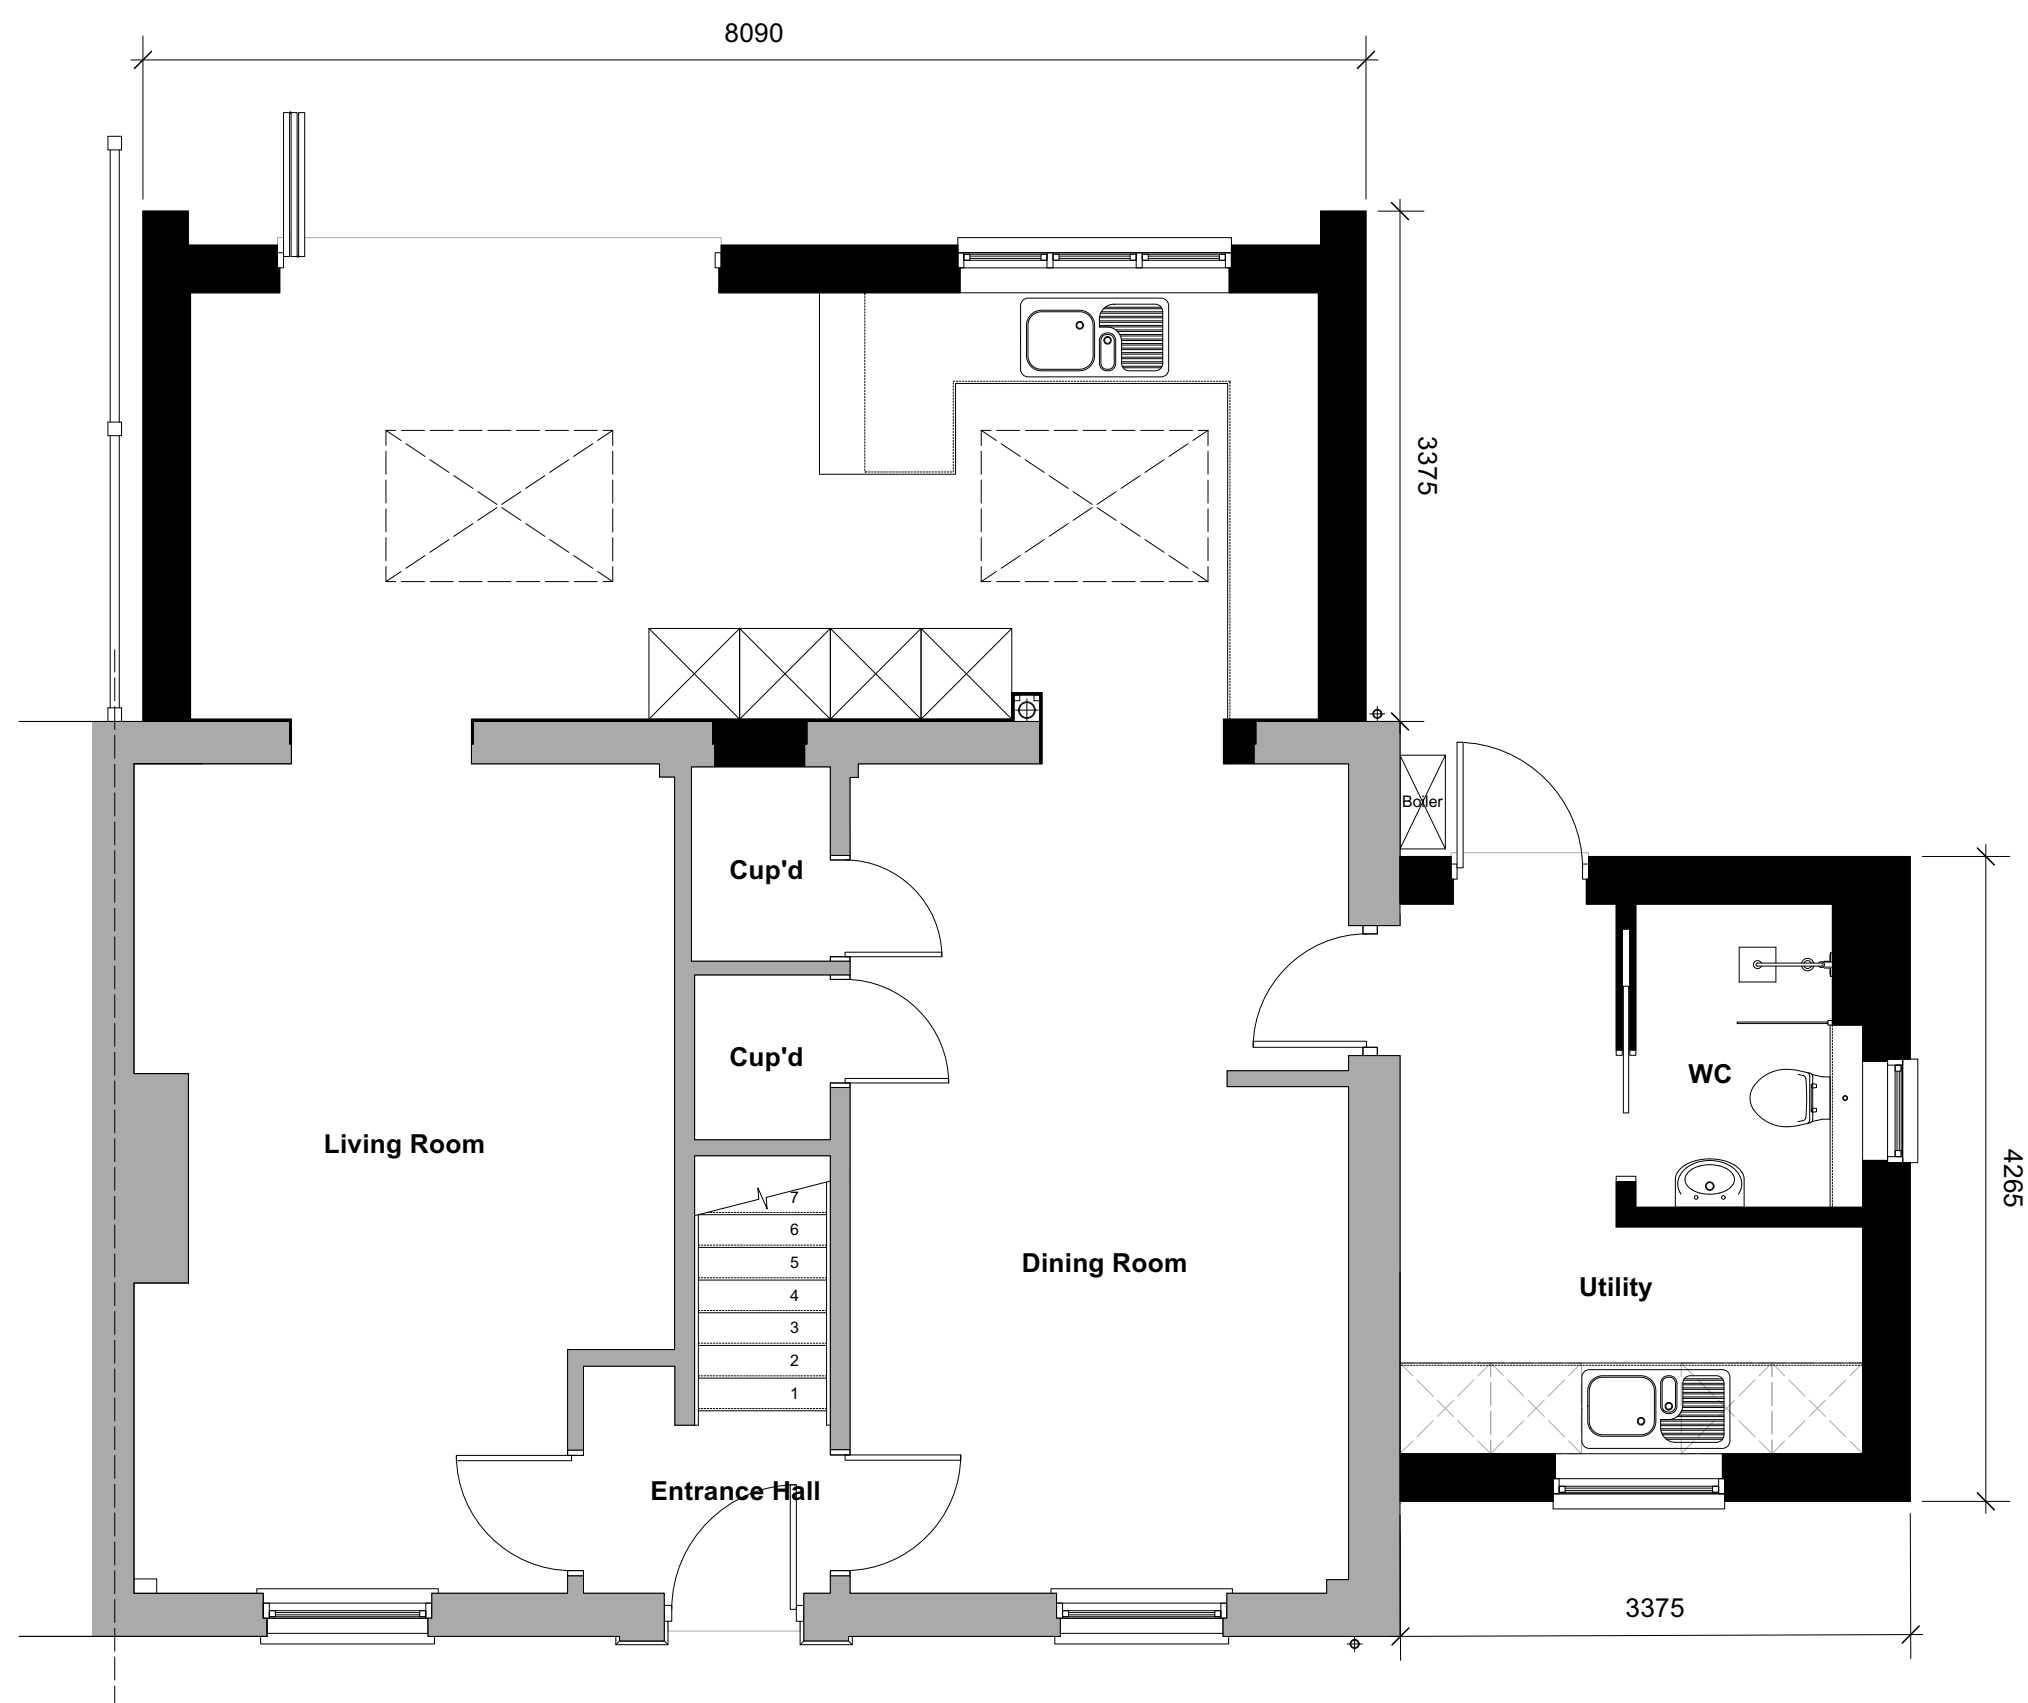 8090
3375
Boiler
Cup'd
Cup'd
WC
Living Room
7
6
5
4
3
2
1
Dining Room
Utility
4265
Entrance Hall
3375